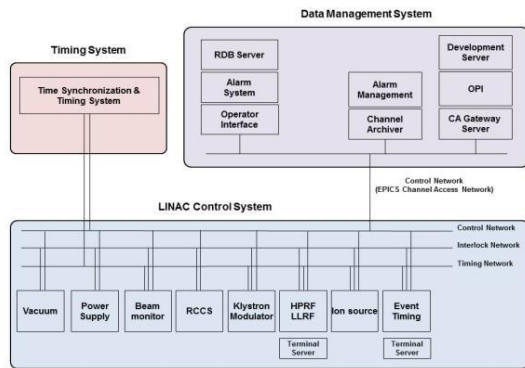 Data Management System
Timing System
RDB Server
Development
Server
Time Synchronization &
Timing System
Alarm
System
Alarm
Management
OPI
Operator
Interface
Channel
Archiver
CA Gateway
Server
Control Network
(EPICS Channel Access Network)
LINAC Control System
Control Network
Interlock Network
Timing Network
Vacuum
Power
Supply
Beam
monitor
RCCS
Klystron
Modulator
HPRF
LLRF
Ion source
Event
Timing
Terminal
Server
Terminal
Server